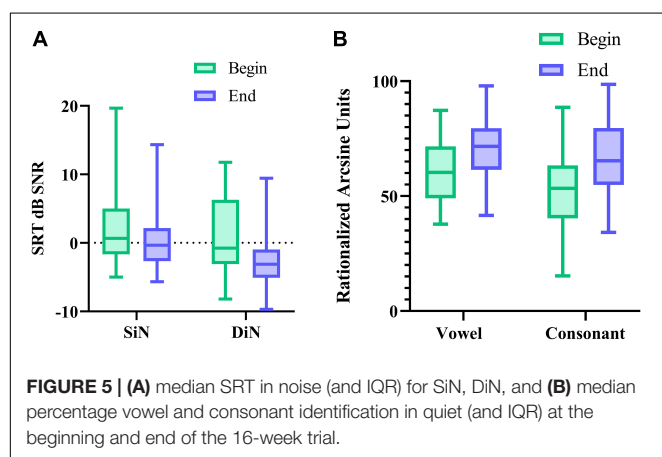 A
Begin
End
20
10
0
-10
SRT dB SNR
SiN DiN
B
Begin
End
100
50
0
Rationalized Arcsine Units
Vowel Consonant
FIGURE 5 | (A) median SRT in noise (and IQR) for SiN, DiN, and (B) median
percentage vowel and consonant identification in quiet (and IQR) at the
beginning and end of the 16-week trial.